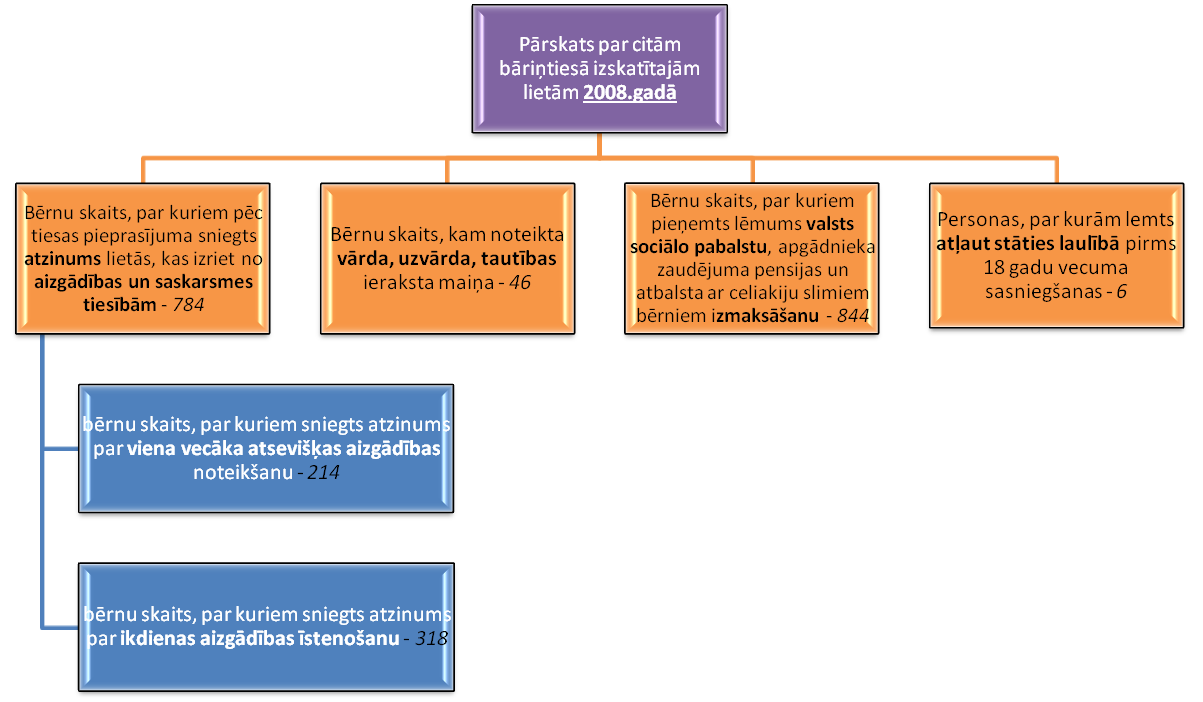 Pārskats par citām
bāriņtiesā izskatītajām
lietām 2008.gadā
Bērnu skaits, par kuriem pēc
tiesas pieprasījuma sniegts
atzinums lietās, kas izriet no
aizgādības un saskarsmes
tiesībām - 784
Bērnu skaits, kam noteikta
vārda, uzvārda, tautības
ieraksta maiņa - 46
Bērnu skaits, par kuriem
pieņemts lēmums valsts
sociālo pabalstu, apgādnieka
zaudējuma pensijas un
atbalsta ar celiakiju slimiem
bērniem izmaksāšanu - 844
Personas, par kurām lemts
atļaut stāties laulībā pirms
18 gadu vecuma
sasniegšanas - 6
bērnu skaits, par kuriem sniegts atzinums
par viena vecāka atsevišķas aizgādības
noteikšanu - 214
bērnu skaits, par kuriem sniegts atzinums
par ikdienas aizgādības īstenošanu - 318